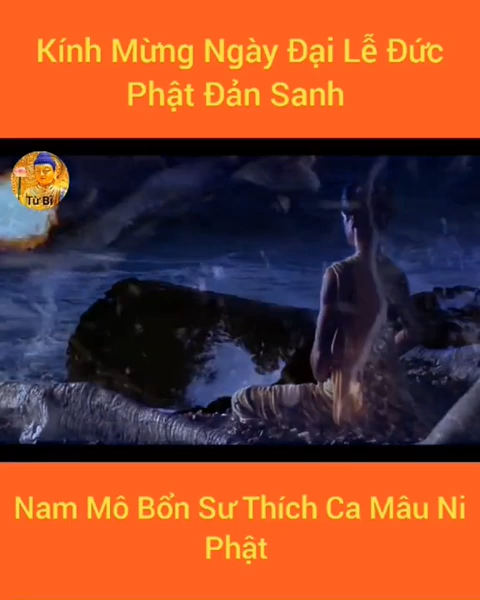 Kính Mừng Ngày Đại Lễ Đức
Phật Đản Sanh
Từ Bi
Nam Mô Bổn Sư Thích Ca Mâu Ni
Phật